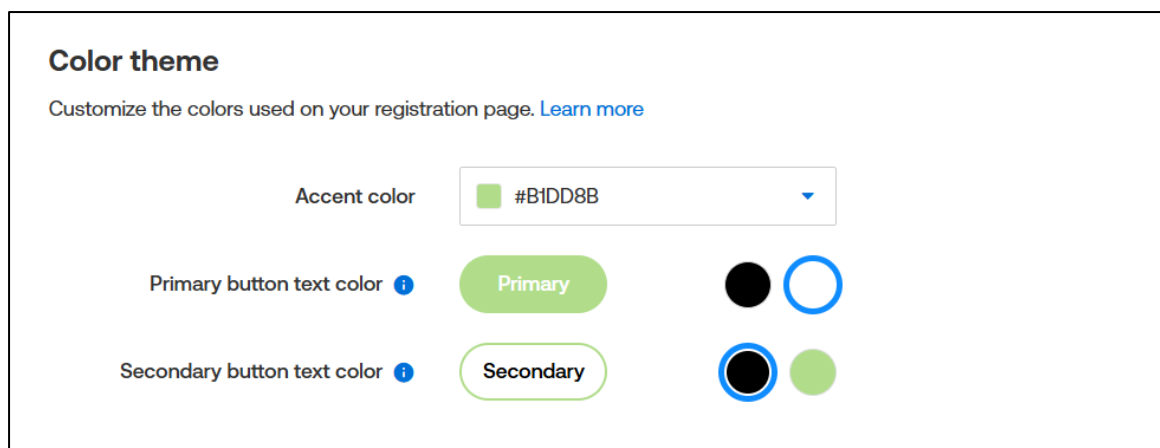 Color theme
Customize the colors used on your registration page. Learn more
Accent color #B1DD8B
Primary button text color Primary
Secondary button text color Secondary